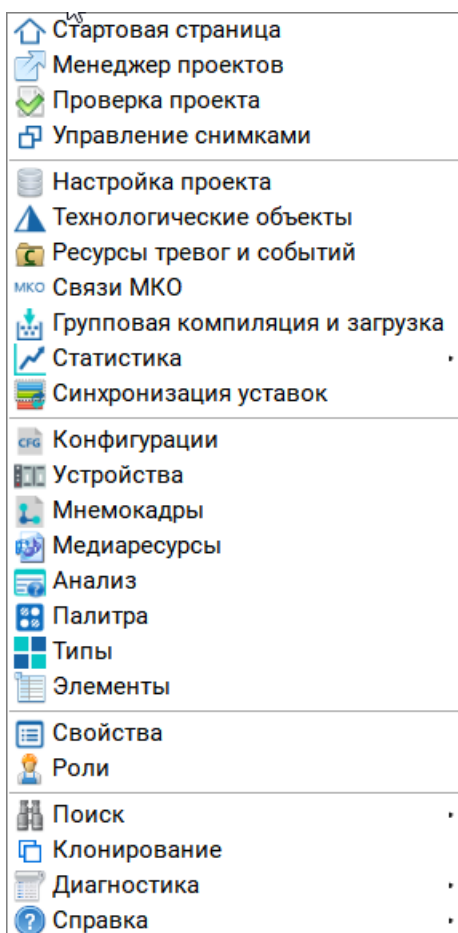 Стартовая страница
Менеджер проектов
Проверка проекта
Управление снимками
Настройка проекта
Технологические объекты
C Ресурсы тревог и событий
МКО Связи МКО
Групповая компиляция и загрузка
Статистика
Синхронизация уставок
CFG Конфигурации
Устройства
Мнемокадры
Медиаресурсы
? Анализ
Палитра
Типы
Элементы
Свойства
Роли
Поиск
Клонирование
Диагностика
? Справка